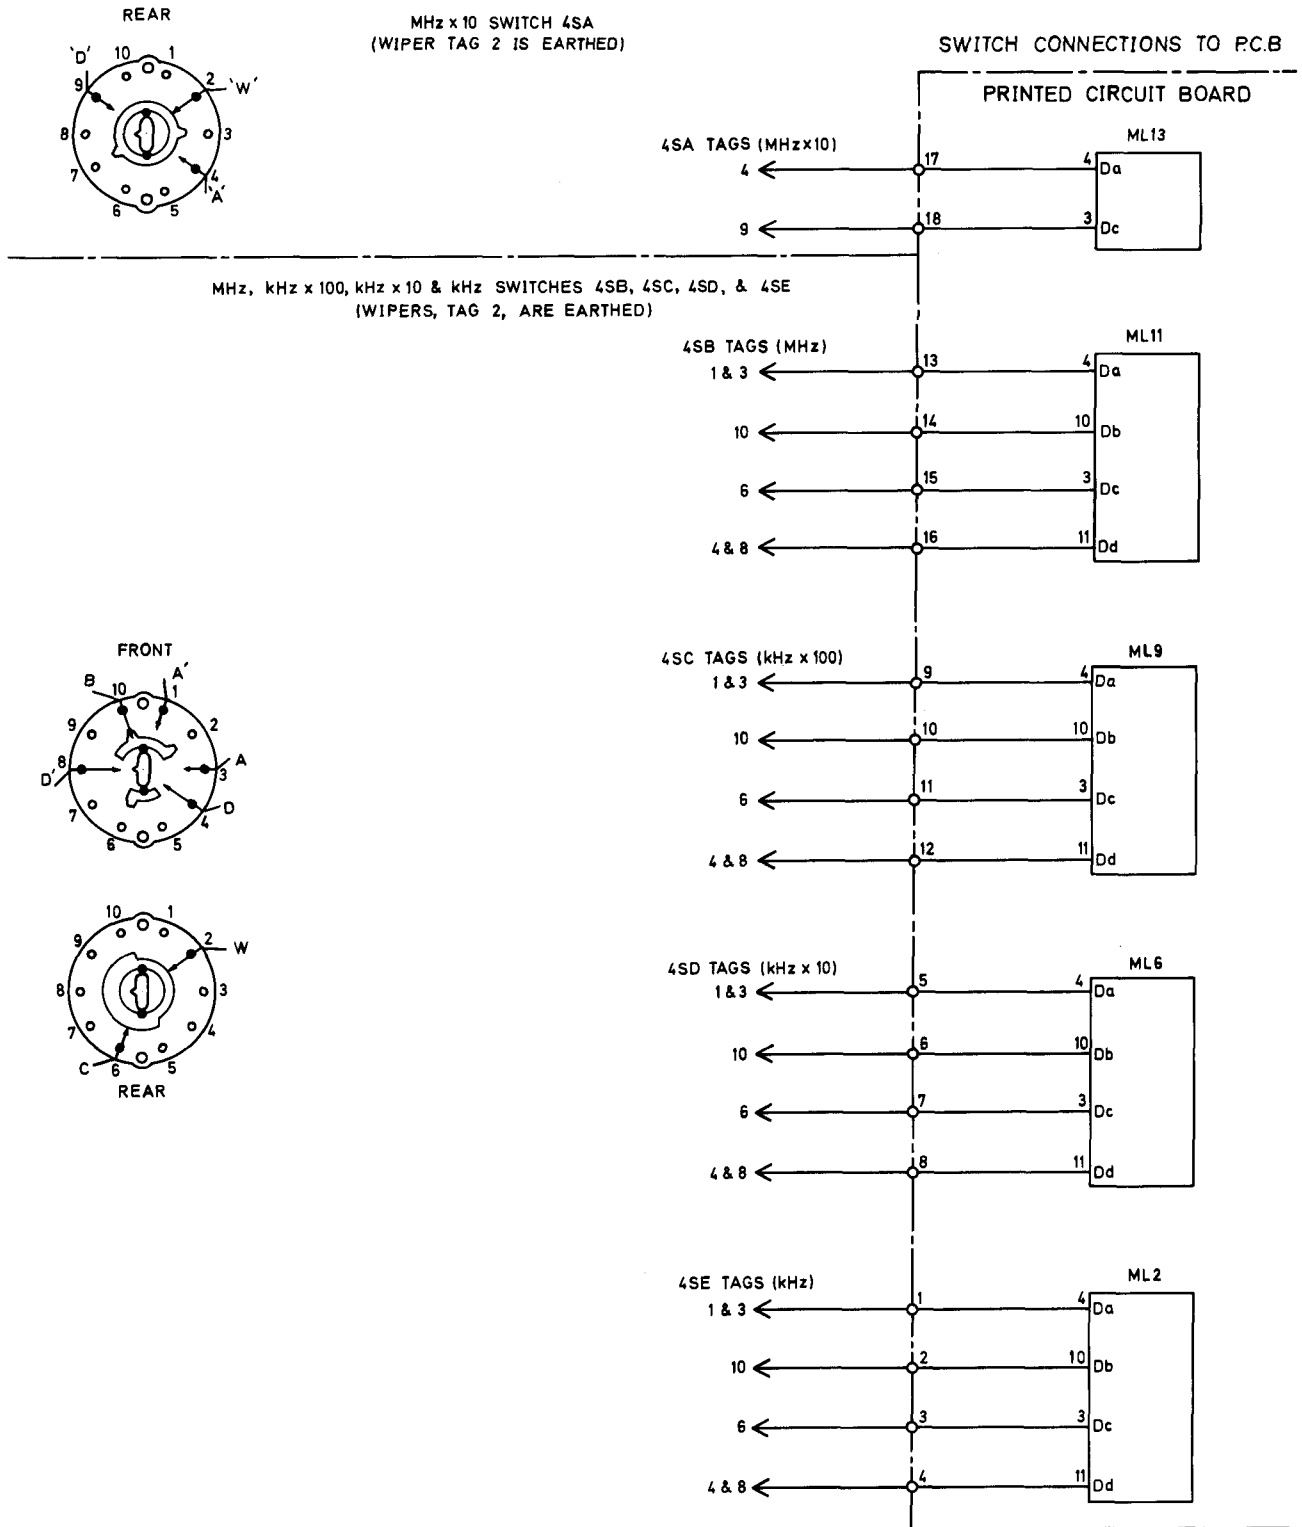 REAR
MHz x 10 SWITCH 4SA
(WIPER TAG 2 IS EARTHED)
'D'
10
1
9
2
'W'
8
3
7
4
'A'
6
5
SWITCH CONNECTIONS TO P.C.B
PRINTED CIRCUIT BOARD
4SA TAGS (MHz x 10)
ML13
4
17
4
Da
9
18
3
Dc
MHz, kHz x 100, kHz x 10 & kHz SWITCHES 4SB, 4SC, 4SD, & 4SE
(WIPERS, TAG 2, ARE EARTHED)
4SB TAGS (MHz)
ML11
1 & 3
13
4
Da
10
14
10
Db
6
15
3
Dc
4 & 8
16
11
Dd
FRONT
B
10
A'
1
9
2
D'
8
A
3
7
4
D
6
5
4SC TAGS (kHz x 100)
ML9
1 & 3
9
4
Da
10
10
10
Db
6
11
3
Dc
4 & 8
12
11
Dd
10
1
9
2
W
8
3
7
4
C
6
5
REAR
4SD TAGS (kHz x 10)
ML6
1&3
5
4
Da
10
6
10
Db
6
7
3
Dc
4 & 8
8
11
Dd
4SE TAGS (kHz)
ML2
1 & 3
1
4
Da
10
2
10
Db
6
3
3
Dc
4 & 8
4
11
Dd